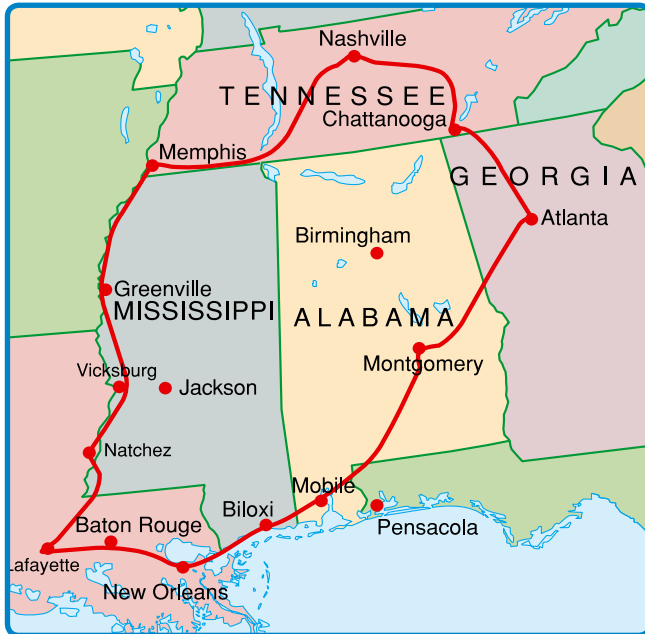 Nashville
TENNESSEE
Chattanooga
Memphis
GEORGIA
Atlanta
Birmingham
Greenville
MISSISSIPPI
ALABAMA
Montgomery
Vicksburg
Jackson
Natchez
Mobile
Biloxi
Baton Rouge
Pensacola
Lafayette
New Orleans